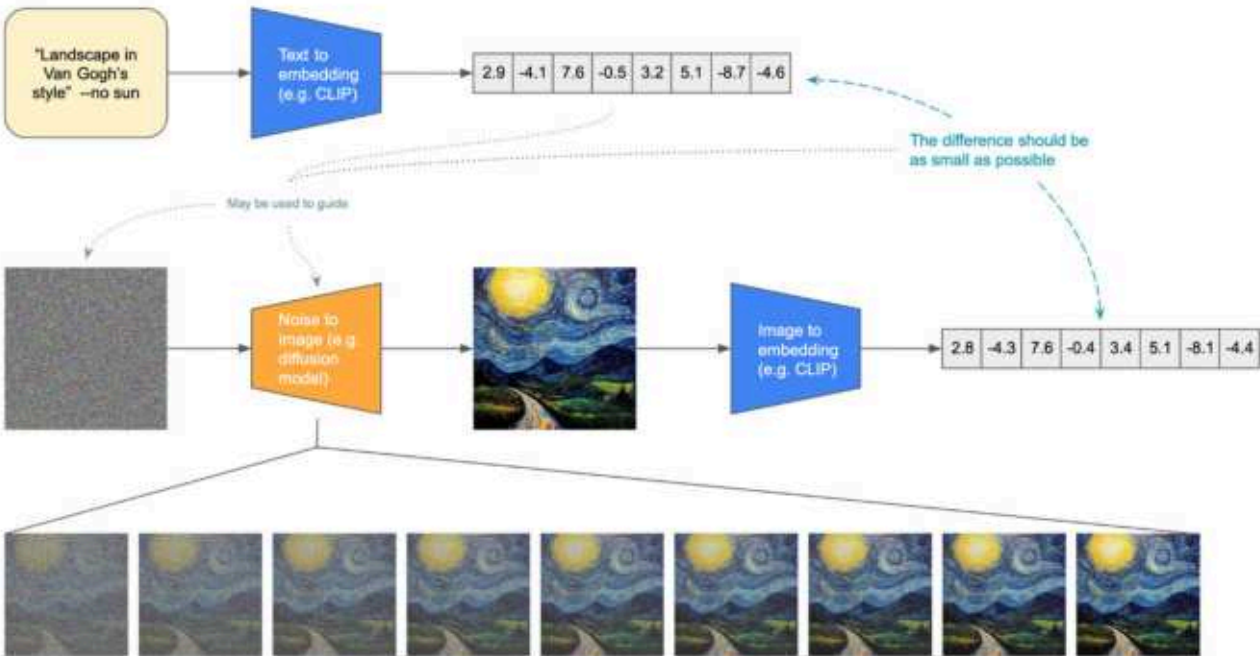 "Landscape in
Van Gogh's
style" --no sun
Text to
embedding
(e.g. CLIP)
2.9 -4.1 7.6 -0.5 3.2 5.1 -8.7 -4.6
The difference should be
as small as possible
May be used to guide
Noise to
image (e.g.
diffusion
model)
Image to
embedding
(e.g. CLIP)
2.8 -4.3 7.6 -0.4 3.4 5.1 -8.1 -4.4